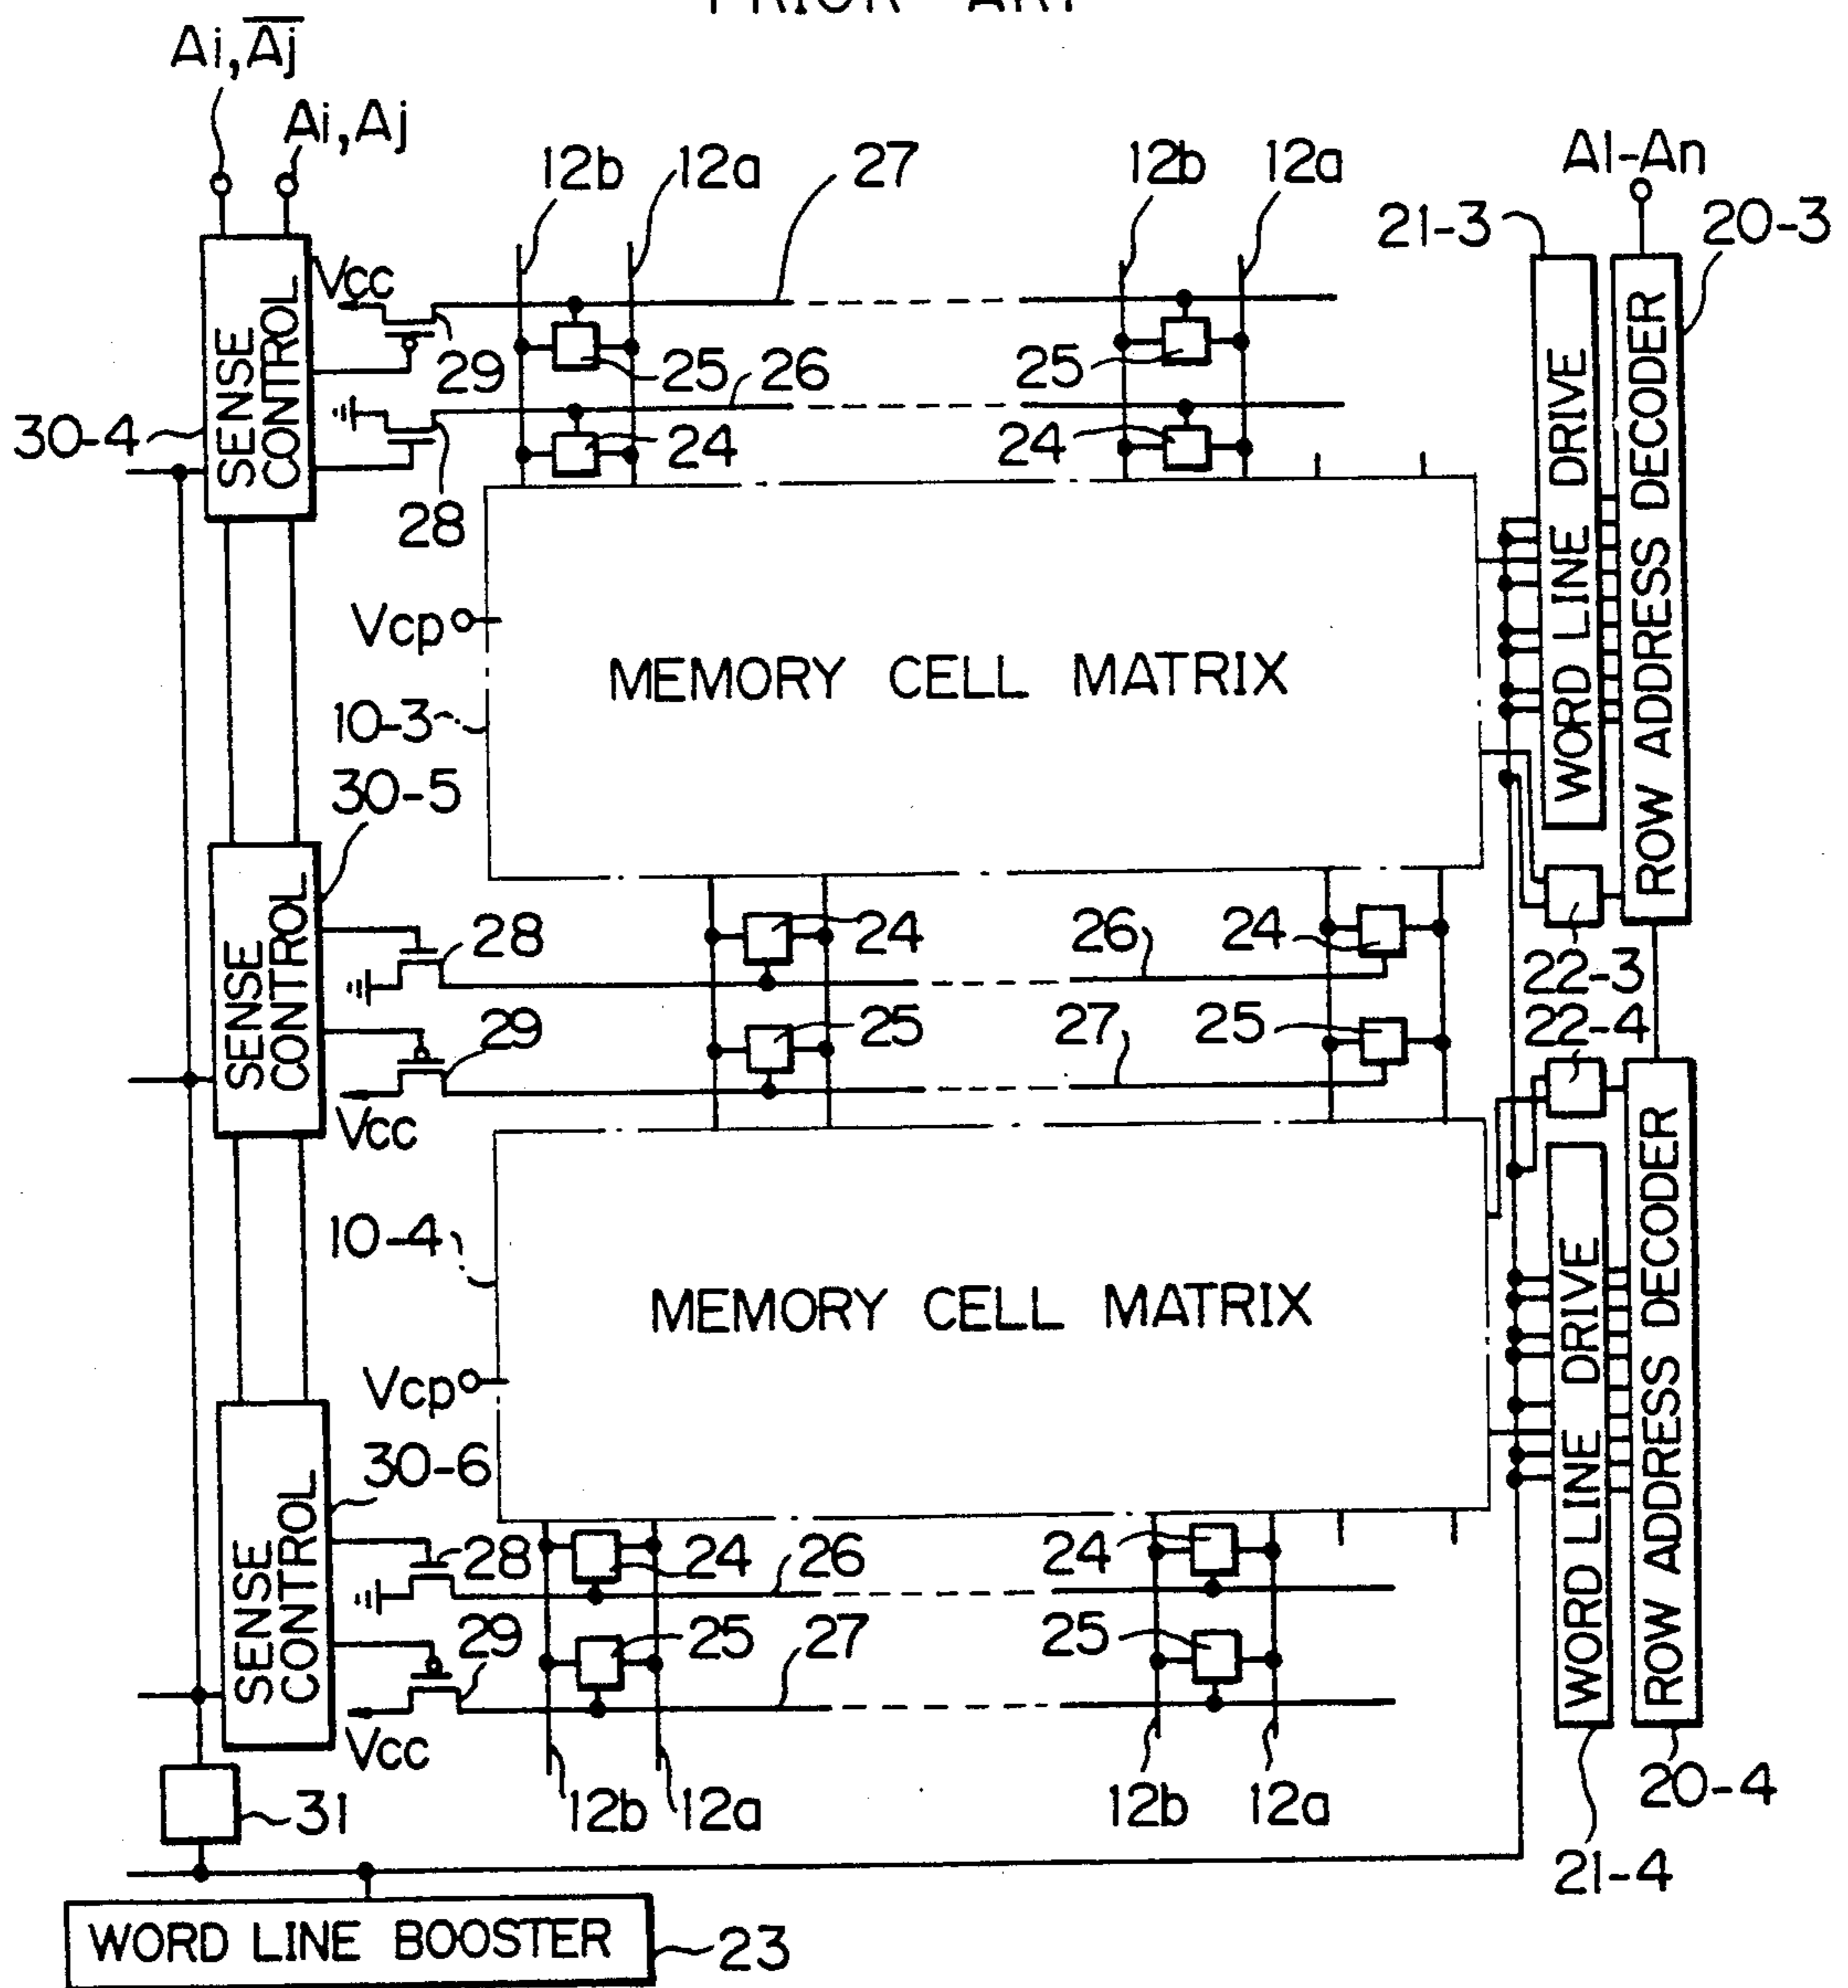 PRIOR ART
Ai, A̅j̅
Ai, Aj
12b
12a
27
12b
12a
A1-An
21-3
20-3
Vcc
29
25
26
25
SENSE CONTROL
30-4
28
24
24
WORD LINE DRIVE
ROW ADDRESS DECODER
Vcp
MEMORY CELL MATRIX
10-3
30-5
SENSE CONTROL
28
24
26
24
22-3
29
25
27
25
22-4
Vcc
10-4
MEMORY CELL MATRIX
Vcp
WORD LINE DRIVE
ROW ADDRESS DECODER
30-6
SENSE CONTROL
28
24
26
24
29
25
27
25
Vcc
31
12b
12a
12b
12a
20-4
21-4
WORD LINE BOOSTER
23